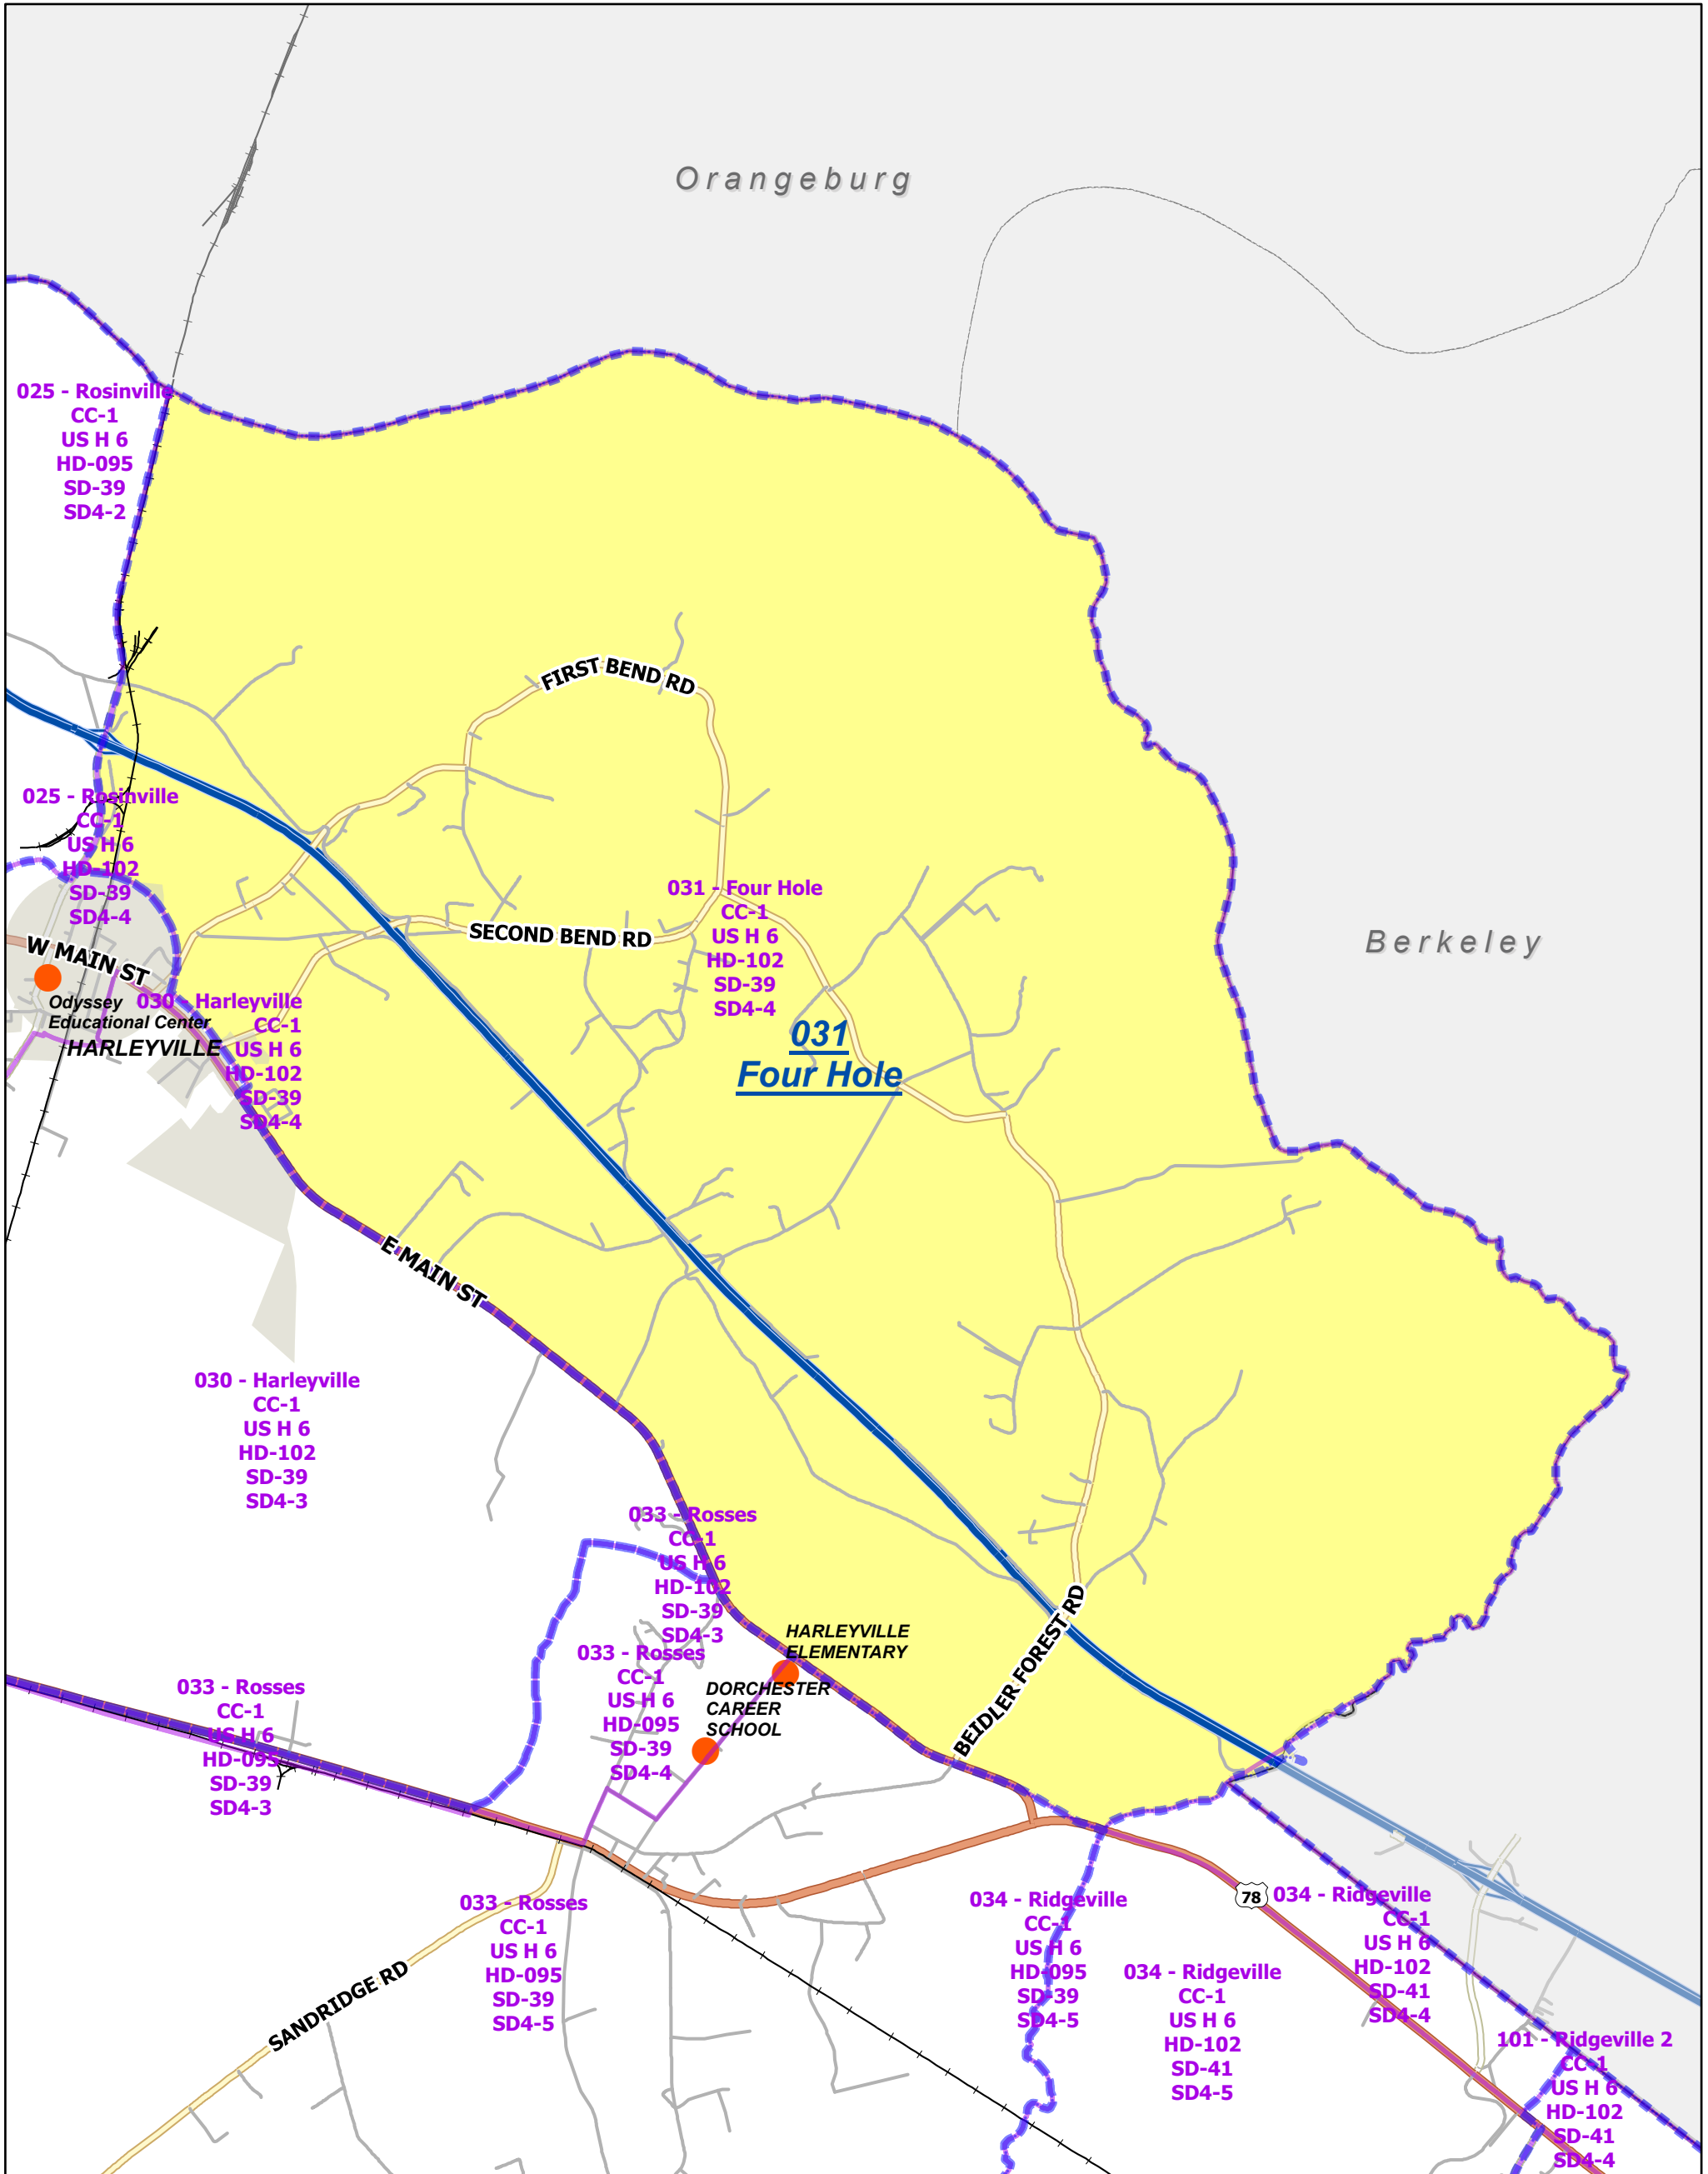 Orangeburg
025 - Rosinville
CC-1
US H 6
HD-095
SD-39
SD4-2
FIRST BEND RD
025 - Rosinville
CC-1
US H 6
HD-102
SD-39
SD4-4
031 - Four Hole
CC-1
US H 6
HD-102
SD-39
SD4-4
SECOND BEND RD
Berkeley
W MAIN ST
Odyssey
Educational Center
HARLEYVILLE
030 - Harleyville
CC-1
US H 6
HD-102
SD-39
SD4-4
031
Four Hole
E MAIN ST
030 - Harleyville
CC-1
US H 6
HD-102
SD-39
SD4-3
033 - Rosses
CC-1
US H 6
HD-102
SD-39
SD4-3
HARLEYVILLE
ELEMENTARY
033 - Rosses
CC-1
US H 6
HD-095
SD-39
SD4-4
DORCHESTER
CAREER
SCHOOL
BEIDLER FOREST RD
033 - Rosses
CC-1
US H 6
HD-095
SD-39
SD4-3
033 - Rosses
CC-1
US H 6
HD-095
SD-39
SD4-5
SANDRIDGE RD
034 - Ridgeville
CC-1
US H 6
HD-095
SD-39
SD4-5
78
034 - Ridgeville
CC-1
US H 6
HD-102
SD-41
SD4-4
034 - Ridgeville
CC-1
US H 6
HD-102
SD-41
SD4-5
101 - Ridgeville 2
CC-1
US H 6
HD-102
SD-41
SD4-4